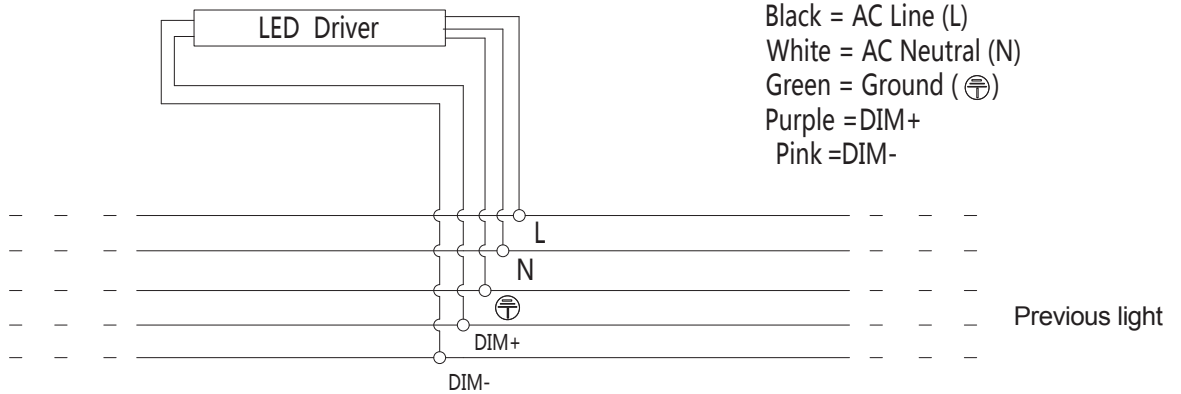 LED Driver
Black = AC Line (L)
White = AC Neutral (N)
Green = Ground ( ⏚ )
Purple =DIM+
Pink =DIM-
L
N
DIM+
DIM-
Previous light